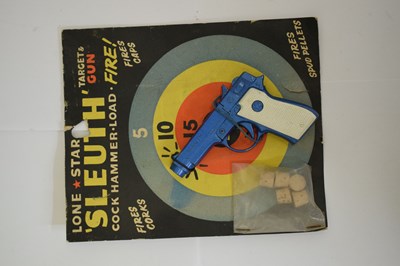 LONE ★ STAR
'SLEUTH' TARGET & GUN
COCK HAMMER·LOAD·FIRE!
FIRES CORKS
FIRES CAPS
FIRES SPUD PELLETS
5
10
15